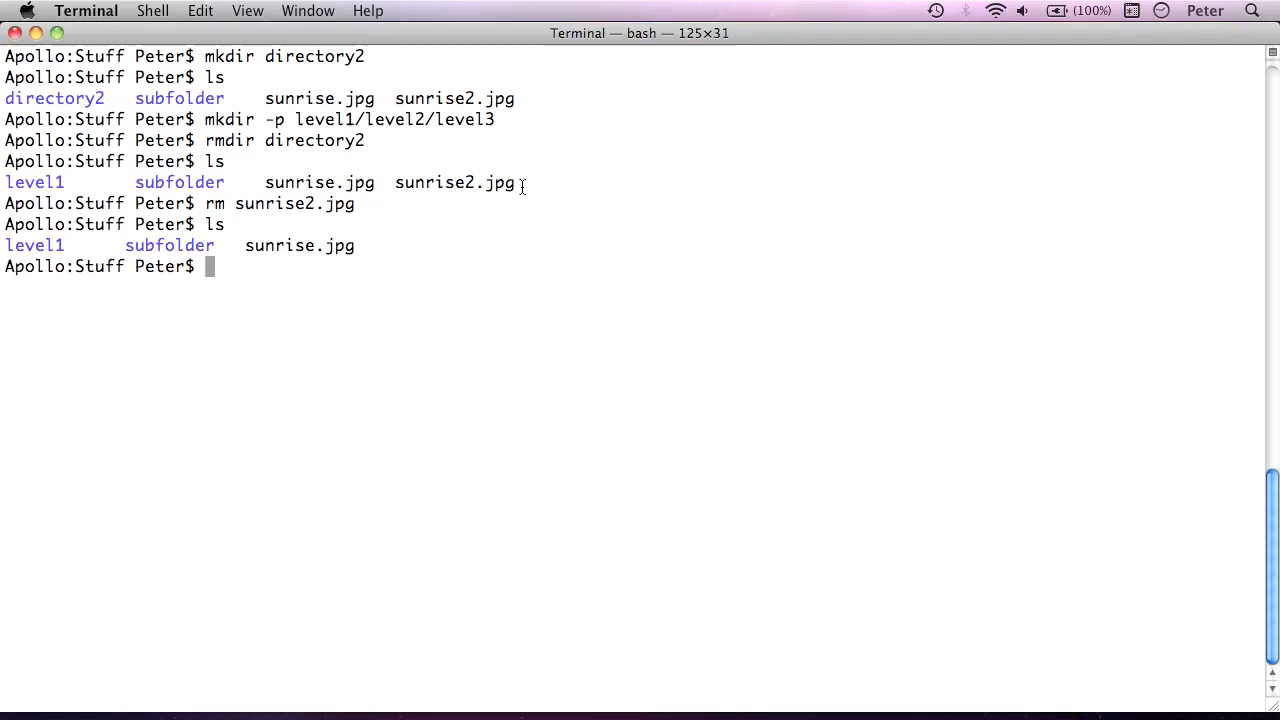 Terminal Shell Edit View Window Help (100%) Peter
Terminal — bash — 125×31
Apollo:Stuff Peter$ mkdir directory2
Apollo:Stuff Peter$ ls
directory2 subfolder sunrise.jpg sunrise2.jpg
Apollo:Stuff Peter$ mkdir -p level1/level2/level3
Apollo:Stuff Peter$ rmdir directory2
Apollo:Stuff Peter$ ls
level1 subfolder sunrise.jpg sunrise2.jpg
Apollo:Stuff Peter$ rm sunrise2.jpg
Apollo:Stuff Peter$ ls
level1 subfolder sunrise.jpg
Apollo:Stuff Peter$